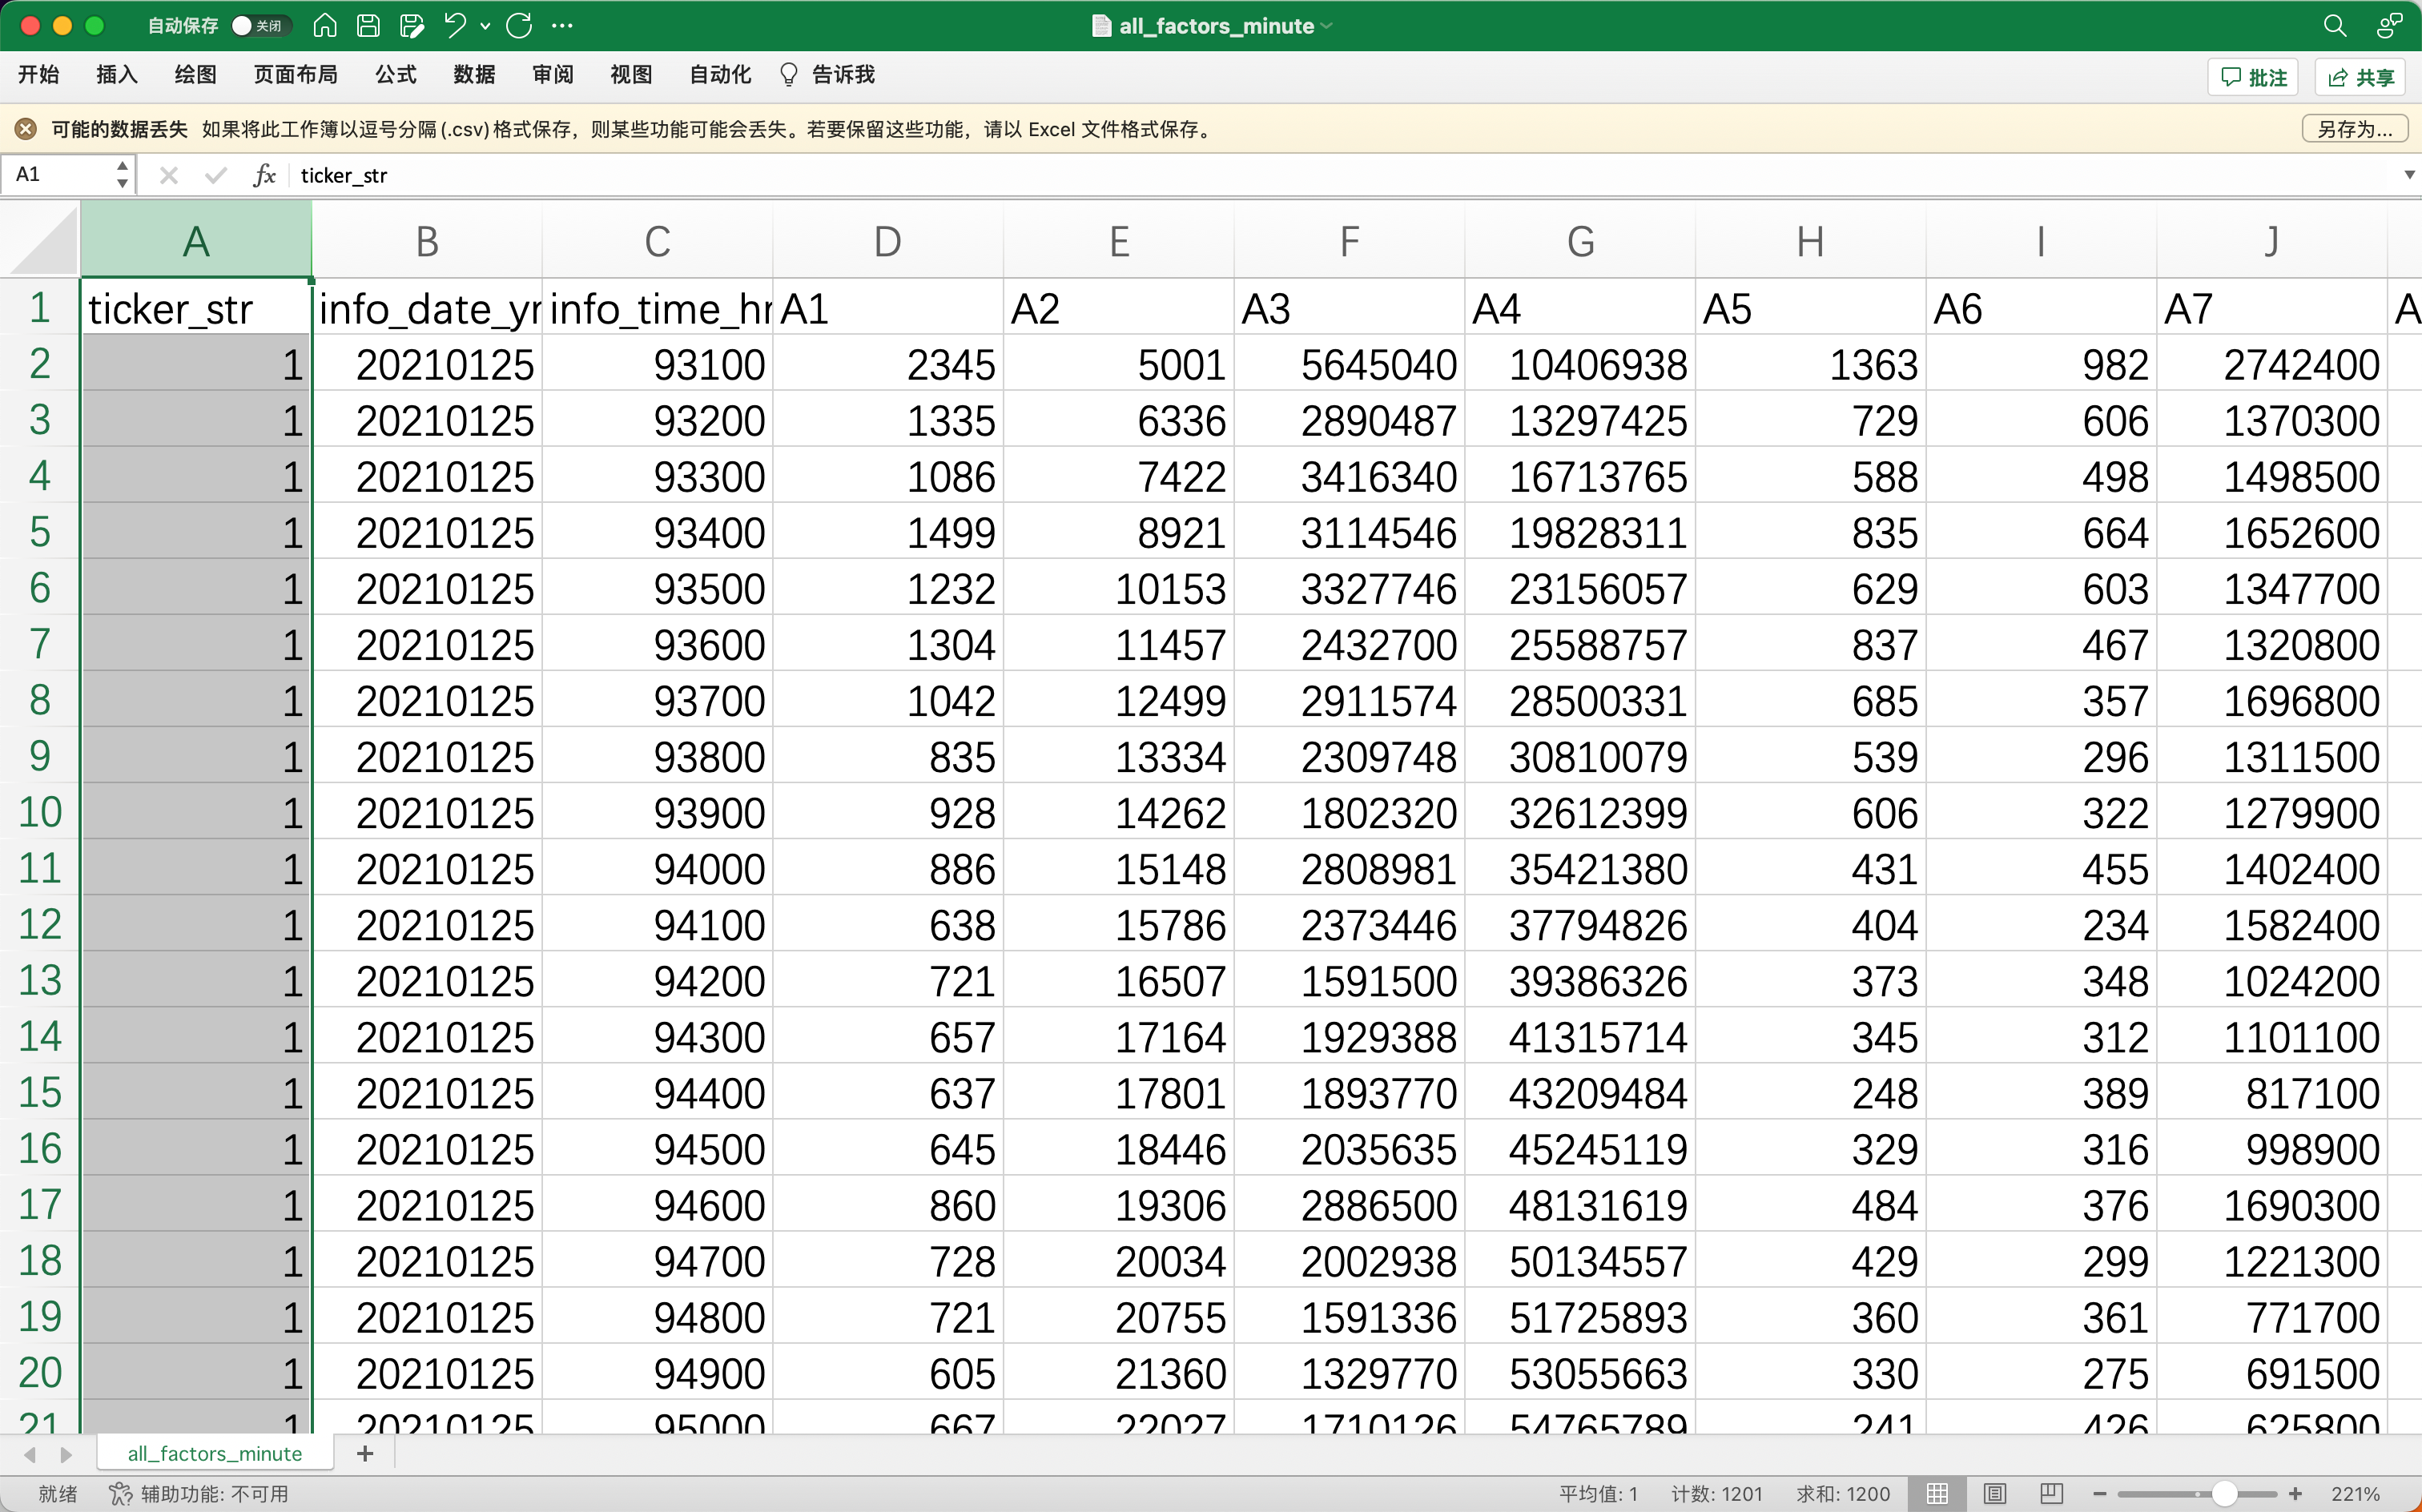 自动保存 关闭 all_factors_minute
开始 插入 绘图 页面布局 公式 数据 审阅 视图 自动化 告诉我 批注 共享
可能的数据丢失 如果将此工作簿以逗号分隔(.csv)格式保存，则某些功能可能会丢失。若要保留这些功能，请以 Excel 文件格式保存。 另存为...
A1 fx ticker_str
A B C D E F G H I J
1 ticker_str info_date_yr info_time_hr A1 A2 A3 A4 A5 A6 A7 A
2 1 20210125 93100 2345 5001 5645040 10406938 1363 982 2742400
3 1 20210125 93200 1335 6336 2890487 13297425 729 606 1370300
4 1 20210125 93300 1086 7422 3416340 16713765 588 498 1498500
5 1 20210125 93400 1499 8921 3114546 19828311 835 664 1652600
6 1 20210125 93500 1232 10153 3327746 23156057 629 603 1347700
7 1 20210125 93600 1304 11457 2432700 25588757 837 467 1320800
8 1 20210125 93700 1042 12499 2911574 28500331 685 357 1696800
9 1 20210125 93800 835 13334 2309748 30810079 539 296 1311500
10 1 20210125 93900 928 14262 1802320 32612399 606 322 1279900
11 1 20210125 94000 886 15148 2808981 35421380 431 455 1402400
12 1 20210125 94100 638 15786 2373446 37794826 404 234 1582400
13 1 20210125 94200 721 16507 1591500 39386326 373 348 1024200
14 1 20210125 94300 657 17164 1929388 41315714 345 312 1101100
15 1 20210125 94400 637 17801 1893770 43209484 248 389 817100
16 1 20210125 94500 645 18446 2035635 45245119 329 316 998900
17 1 20210125 94600 860 19306 2886500 48131619 484 376 1690300
18 1 20210125 94700 728 20034 2002938 50134557 429 299 1221300
19 1 20210125 94800 721 20755 1591336 51725893 360 361 771700
20 1 20210125 94900 605 21360 1329770 53055663 330 275 691500
21 1 20210125 95000 667 22027 1710126 54765789 241 426 625800
all_factors_minute
就绪 辅助功能: 不可用 平均值: 1 计数: 1201 求和: 1200 221%